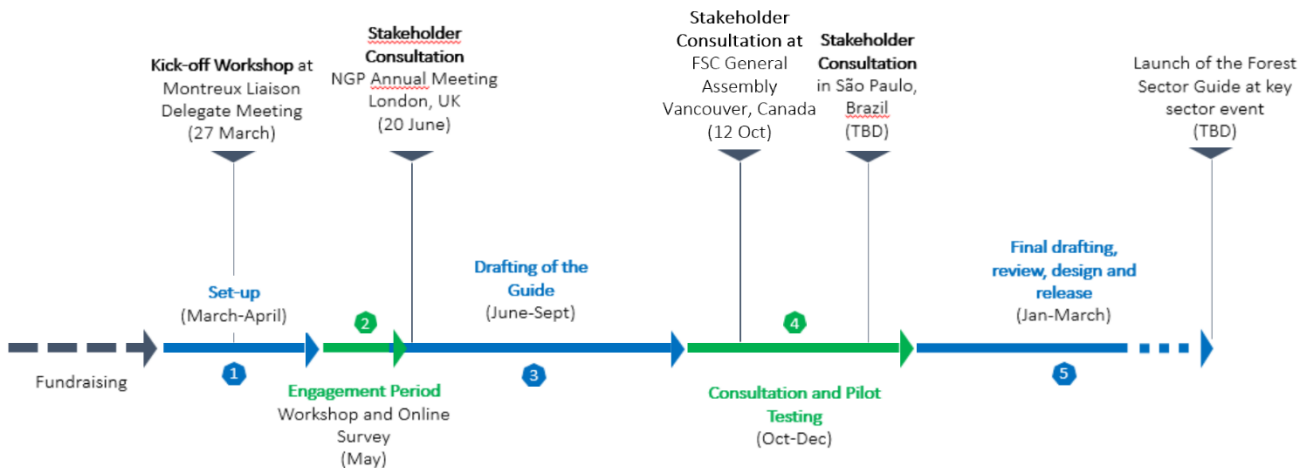 Kick-off Workshop at
Montreux Liaison
Delegate Meeting
(27 March)
Stakeholder
Consultation
NGP Annual Meeting
London, UK
(20 June)
Stakeholder
Consultation at
FSC General
Assembly
Vancouver, Canada
(12 Oct)
Stakeholder
Consultation
in São Paulo,
Brazil
(TBD)
Launch of the Forest
Sector Guide at key
sector event
(TBD)
Set-up
(March-April)
2
Drafting of the
Guide
(June-Sept)
4
Final drafting,
review, design and
release
(Jan-March)
Fundraising
1
Engagement Period
Workshop and Online
Survey
(May)
3
Consultation and Pilot
Testing
(Oct-Dec)
5